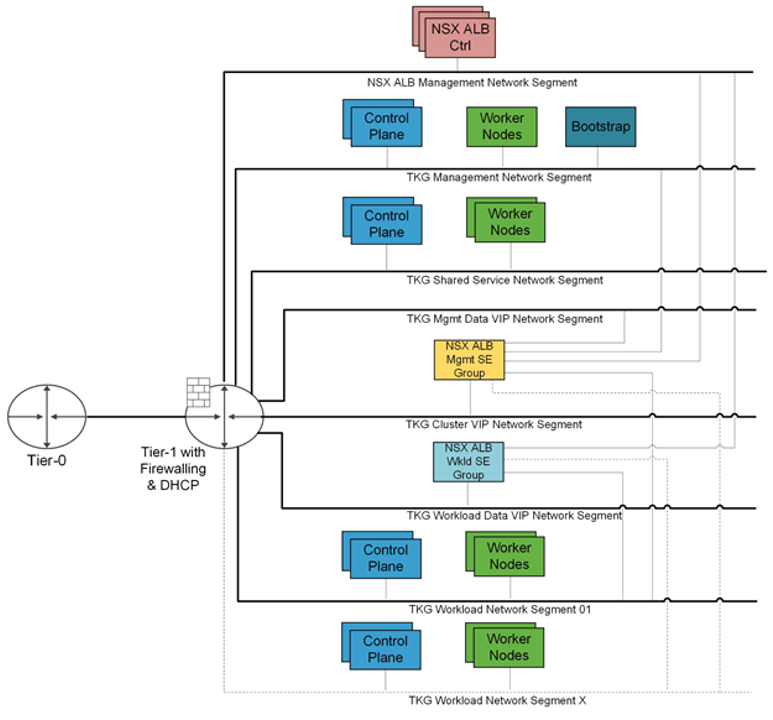 NSX ALB
Ctrl
NSX ALB Management Network Segment
Control
Plane
Worker
Nodes
Bootstrap
TKG Management Network Segment
Control
Plane
Worker
Nodes
TKG Shared Service Network Segment
TKG Mgmt Data VIP Network Segment
NSX ALB
Mgmt SE
Group
Tier-0
Tier-1 with
Firewalling
& DHCP
TKG Cluster VIP Network Segment
NSX ALB
Wkld SE
Group
TKG Workload Data VIP Network Segment
Control
Plane
Worker
Nodes
TKG Workload Network Segment 01
Control
Plane
Worker
Nodes
TKG Workload Network Segment X